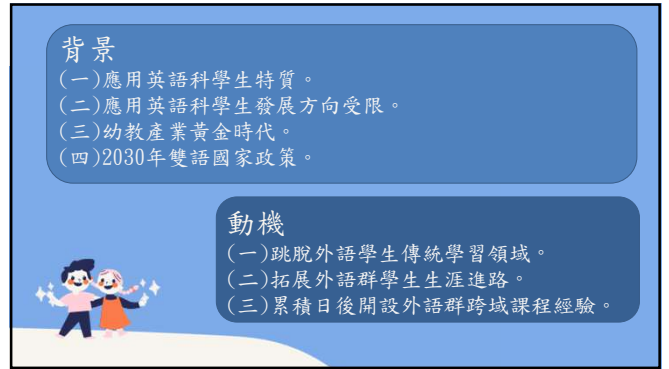 背景
(一)應用英語科學生特質。
(二)應用英語科學生發展方向受限。
(三)幼教產業黃金時代。
(四)2030年雙語國家政策。
動機
(一)跳脫外語學生傳統學習領域。
(二)拓展外語群學生生涯進路。
(三)累積日後開設外語群跨域課程經驗。